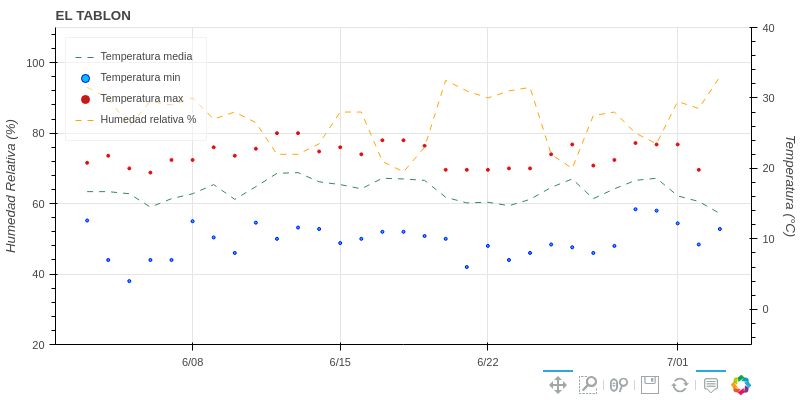 EL TABLON
Temperatura media
Temperatura min
Temperatura max
Humedad relativa %
Humedad Relativa (%)
100
80
60
40
20
Temperatura (°C)
40
30
20
10
0
6/08
6/15
6/22
7/01